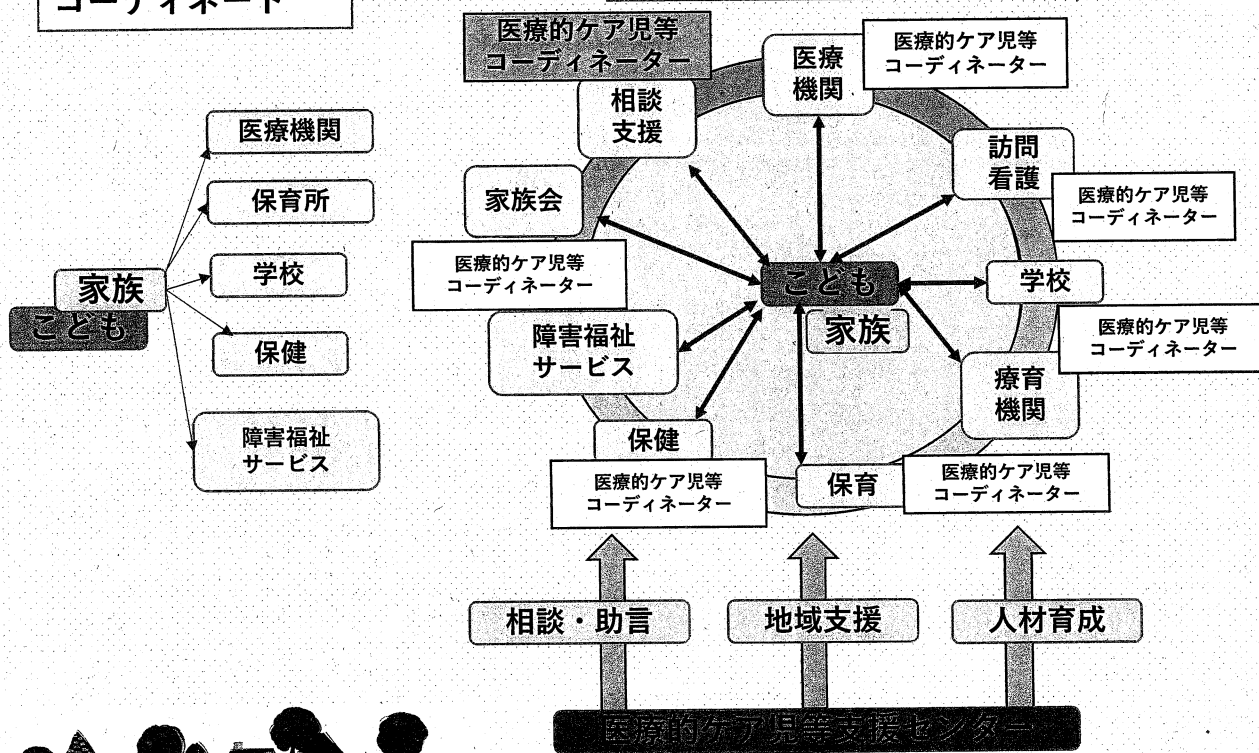 コーディネート
医療機関
保育所
学校
家族
こども
保健
障害福祉
サービス
医療的ケア児等
コーディネーター
相談
支援
医療
機関
医療的ケア児等
コーディネーター
訪問
看護
医療的ケア児等
コーディネーター
家族会
医療的ケア児等
コーディネーター
こども
家族
学校
医療的ケア児等
コーディネーター
障害福祉
サービス
療育
機関
保健
医療的ケア児等
コーディネーター
保育
医療的ケア児等
コーディネーター
相談・助言
地域支援
人材育成
医療的ケア児等支援センター